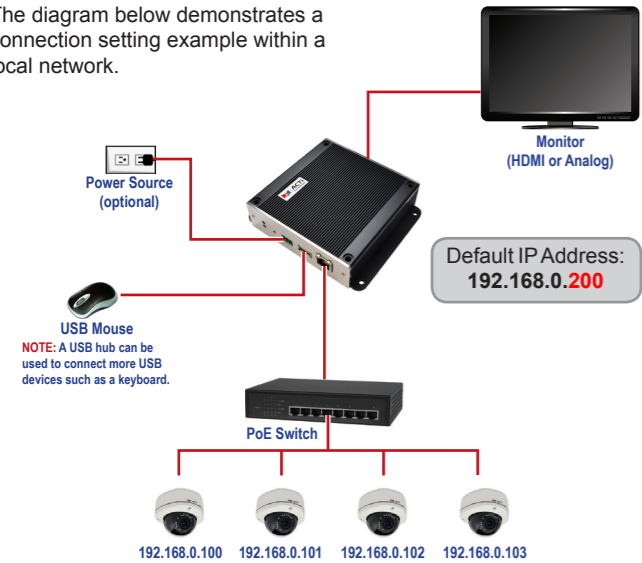 The diagram below demonstrates a
connection setting example within a
local network.
Monitor
(HDMI or Analog)
Power Source
(optional)
ACTi
Default IP Address:
192.168.0.200
USB Mouse
NOTE: A USB hub can be
used to connect more USB
devices such as a keyboard.
PoE Switch
192.168.0.100 192.168.0.101 192.168.0.102 192.168.0.103